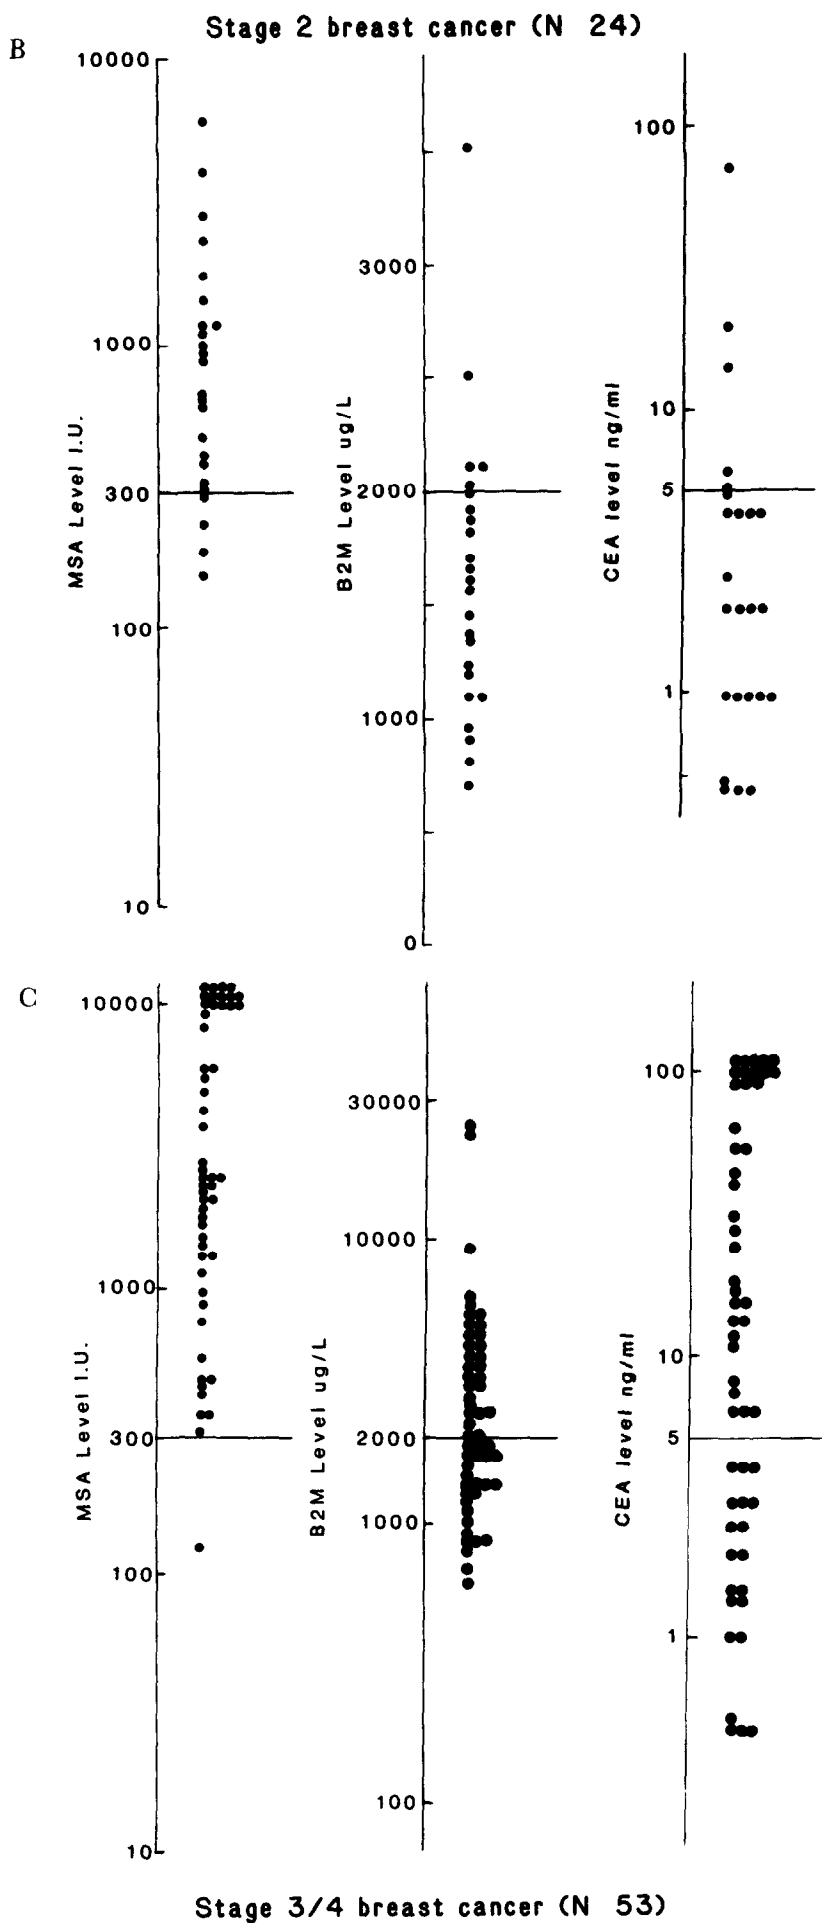 Stage 2 breast cancer (N 24)
B
10000
1000
300
100
10
MSA Level I.U.
3000
2000
1000
0
B2M Level ug/L
100
10
5
1
CEA level ng/ml
C
10000
1000
300
100
10
MSA Level I.U.
30000
10000
2000
1000
100
B2M Level ug/L
100
10
5
1
CEA level ng/ml
Stage 3/4 breast cancer (N 53)